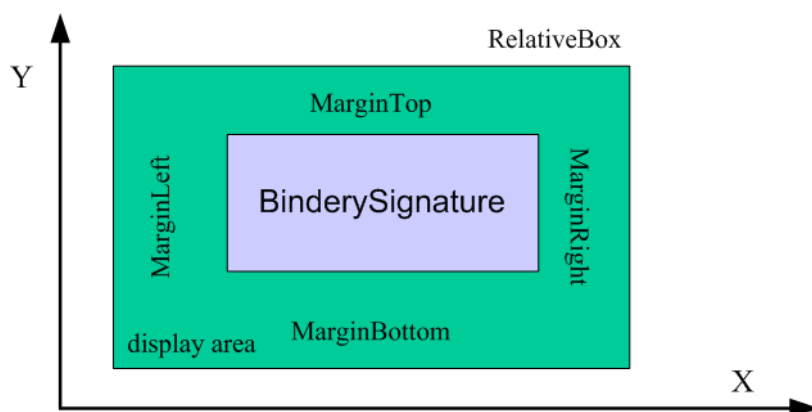 RelativeBox
Y
MarginTop
MarginLeft
BinderySignature
MarginRight
MarginBottom
display area
X